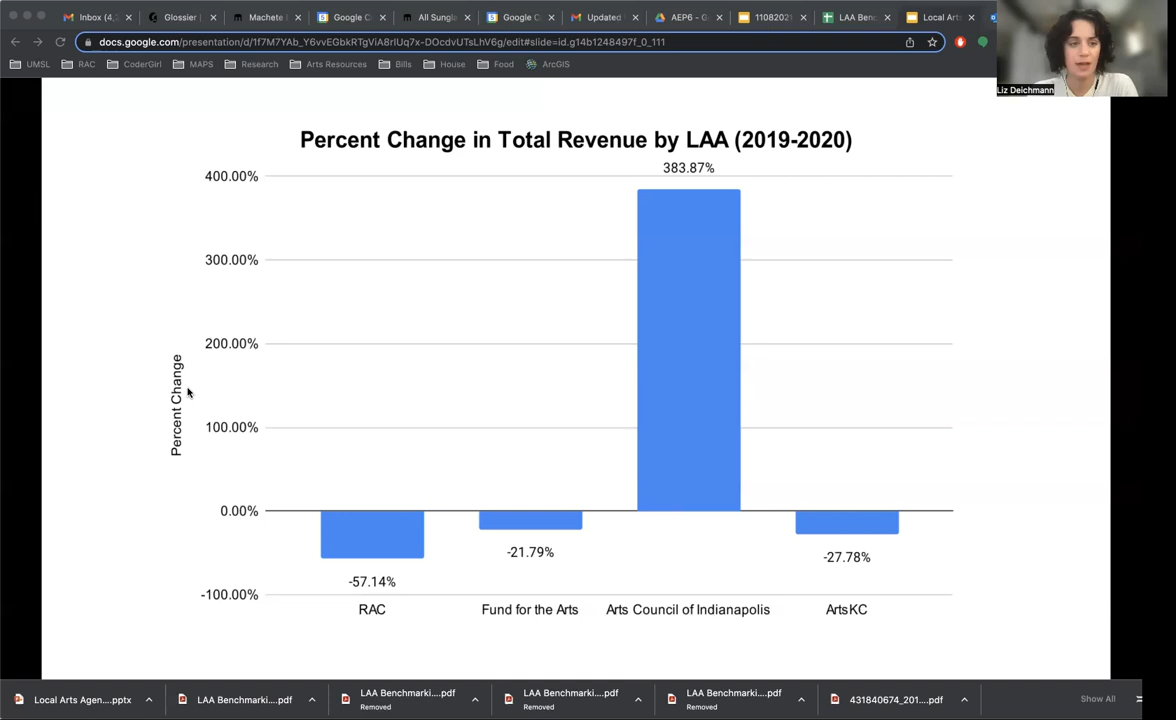 Inbox (4,
Glossier
Machete
Google C
All Sungla
Google C
Updated
AEP6 - G
11082021
LAA Benc
Local Arts
docs.google.com/presentation/d/1f7M7YAb_Y6vvEGbkRTgViA8rIUq7x-DOcdvUTsLhV6g/edit#slide=id.g14b1248497f_0_111
UMSL
RAC
CoderGirl
MAPS
Research
Arts Resources
Bills
House
Food
ArcGIS
Liz Deichmann
Percent Change in Total Revenue by LAA (2019-2020)
383.87%
400.00%
300.00%
200.00%
Percent Change
100.00%
0.00%
-21.79%
-27.78%
-57.14%
-100.00%
RAC
Fund for the Arts
Arts Council of Indianapolis
ArtsKC
Local Arts Agen....pptx
LAA Benchmarki....pdf
LAA Benchmarki....pdf
Removed
LAA Benchmarki....pdf
Removed
LAA Benchmarki....pdf
Removed
431840674_201....pdf
Show All